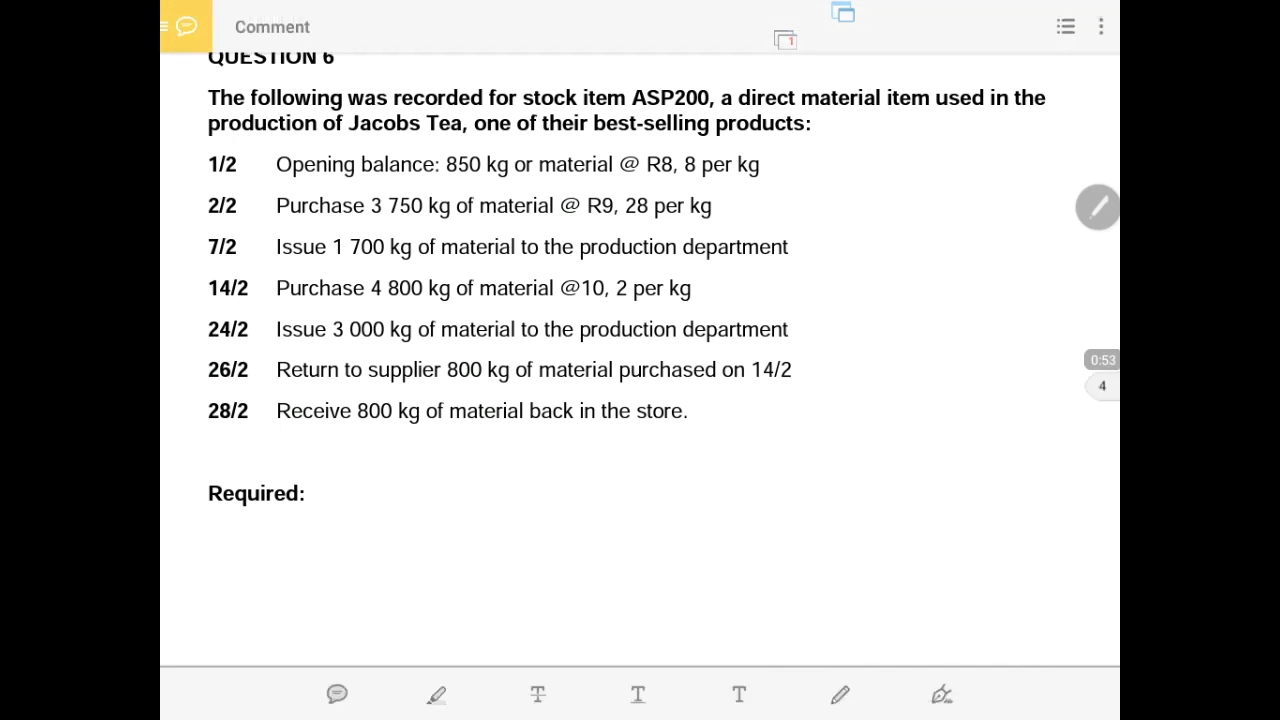 Comment
1
QUESTION 6
The following was recorded for stock item ASP200, a direct material item used in the
production of Jacobs Tea, one of their best-selling products:
1/2 Opening balance: 850 kg or material @ R8, 8 per kg
2/2 Purchase 3 750 kg of material @ R9, 28 per kg
7/2 Issue 1 700 kg of material to the production department
14/2 Purchase 4 800 kg of material @10, 2 per kg
24/2 Issue 3 000 kg of material to the production department
0:53
26/2 Return to supplier 800 kg of material purchased on 14/2
4
28/2 Receive 800 kg of material back in the store.
Required:
T T T